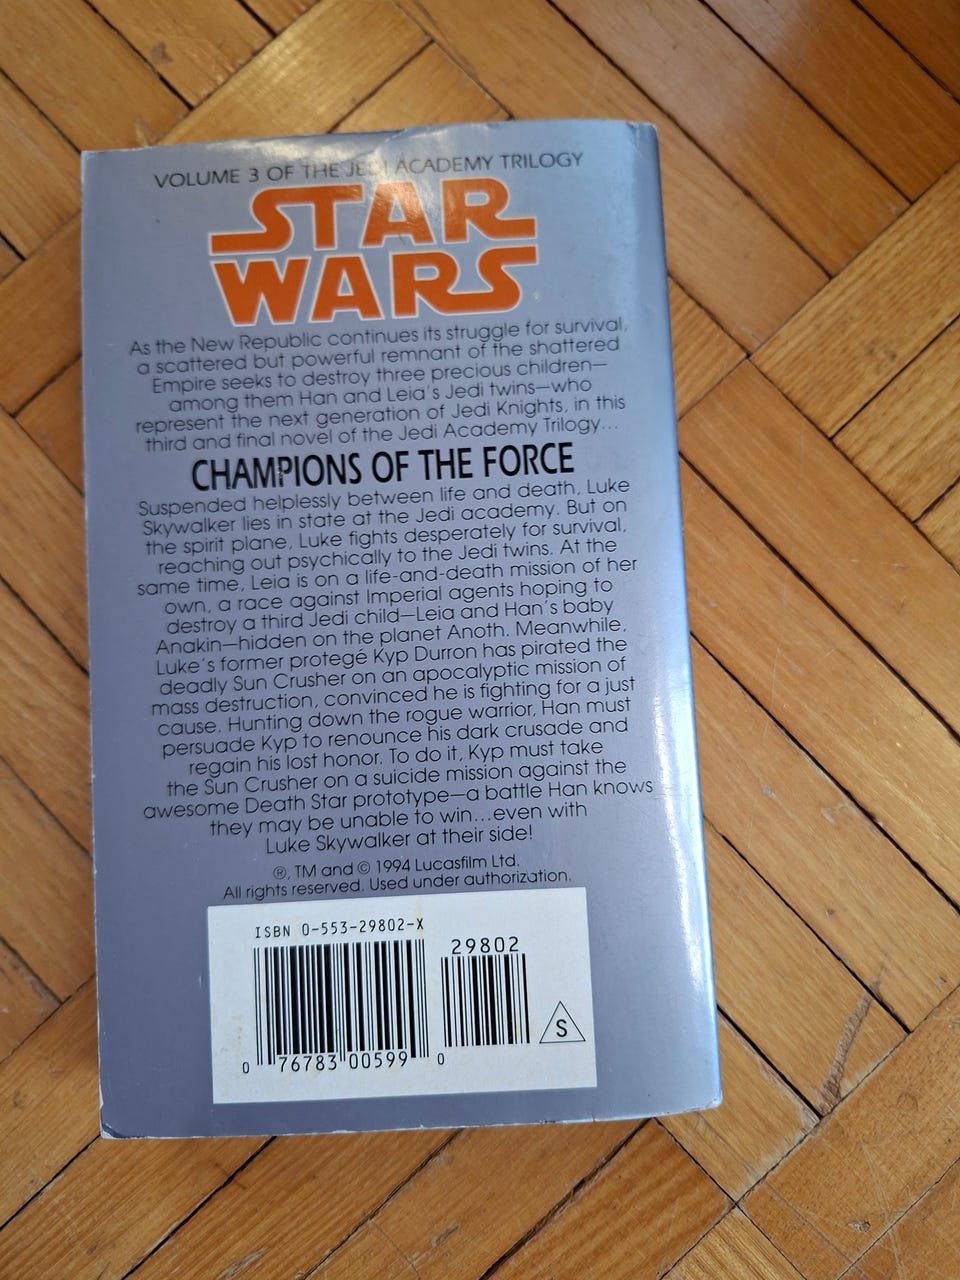 VOLUME 3 OF THE JEDI ACADEMY TRILOGY
STAR
WARS
As the New Republic continues its struggle for survival,
a scattered but powerful remnant of the shattered
Empire seeks to destroy three precious children—
among them Han and Leia's Jedi twins—who
represent the next generation of Jedi Knights, in this
third and final novel of the Jedi Academy Trilogy...
CHAMPIONS OF THE FORCE
Suspended helplessly between life and death, Luke
Skywalker lies in state at the Jedi academy. But on
the spirit plane, Luke fights desperately for survival,
reaching out psychically to the Jedi twins. At the
same time, Leia is on a life-and-death mission of her
own, a race against Imperial agents hoping to
destroy a third Jedi child—Leia and Han's baby
Anakin—hidden on the planet Anoth. Meanwhile,
Luke's former protegé Kyp Durron has pirated the
deadly Sun Crusher on an apocalyptic mission of
mass destruction, convinced he is fighting for a just
cause. Hunting down the rogue warrior, Han must
persuade Kyp to renounce his dark crusade and
regain his lost honor. To do it, Kyp must take
the Sun Crusher on a suicide mission against the
awesome Death Star prototype—a battle Han knows
they may be unable to win...even with
Luke Skywalker at their side!
®, TM and © 1994 Lucasfilm Ltd.
All rights reserved. Used under authorization.
ISBN 0-553-29802-X
29802
S
0 76783 00599 0